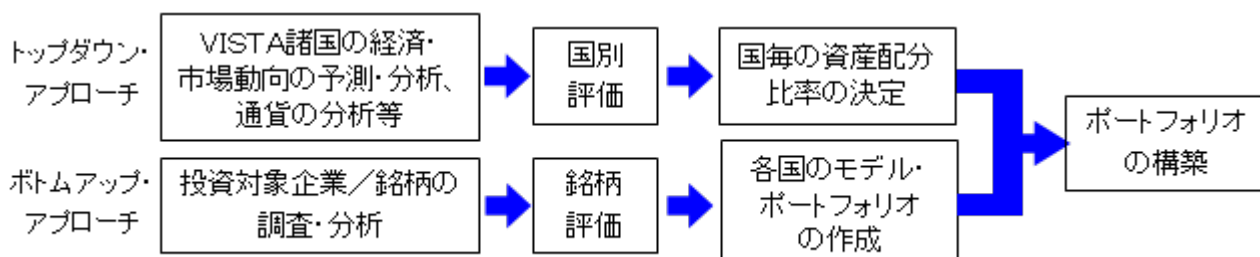 トップダウン・
アプローチ
VISTA諸国の経済・
市場動向の予測・分析、
通貨の分析等
国別
評価
国毎の資産配分
比率の決定
ポートフォリオ
の構築
ボトムアップ・
アプローチ
投資対象企業／銘柄の
調査・分析
銘柄
評価
各国のモデル・
ポートフォリオ
の作成